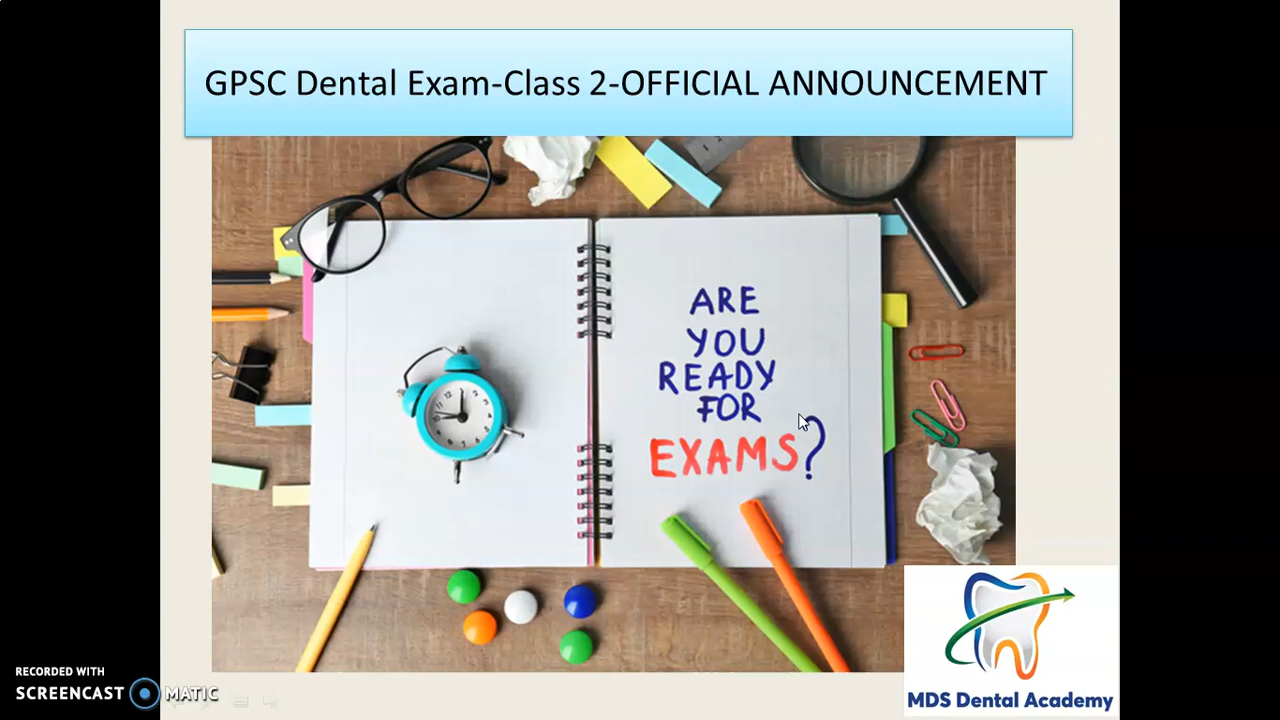 GPSC Dental Exam-Class 2-OFFICIAL ANNOUNCEMENT
ARE
YOU
READY
FOR
EXAMS?
MDS Dental Academy
RECORDED WITH
SCREENCAST MATIC